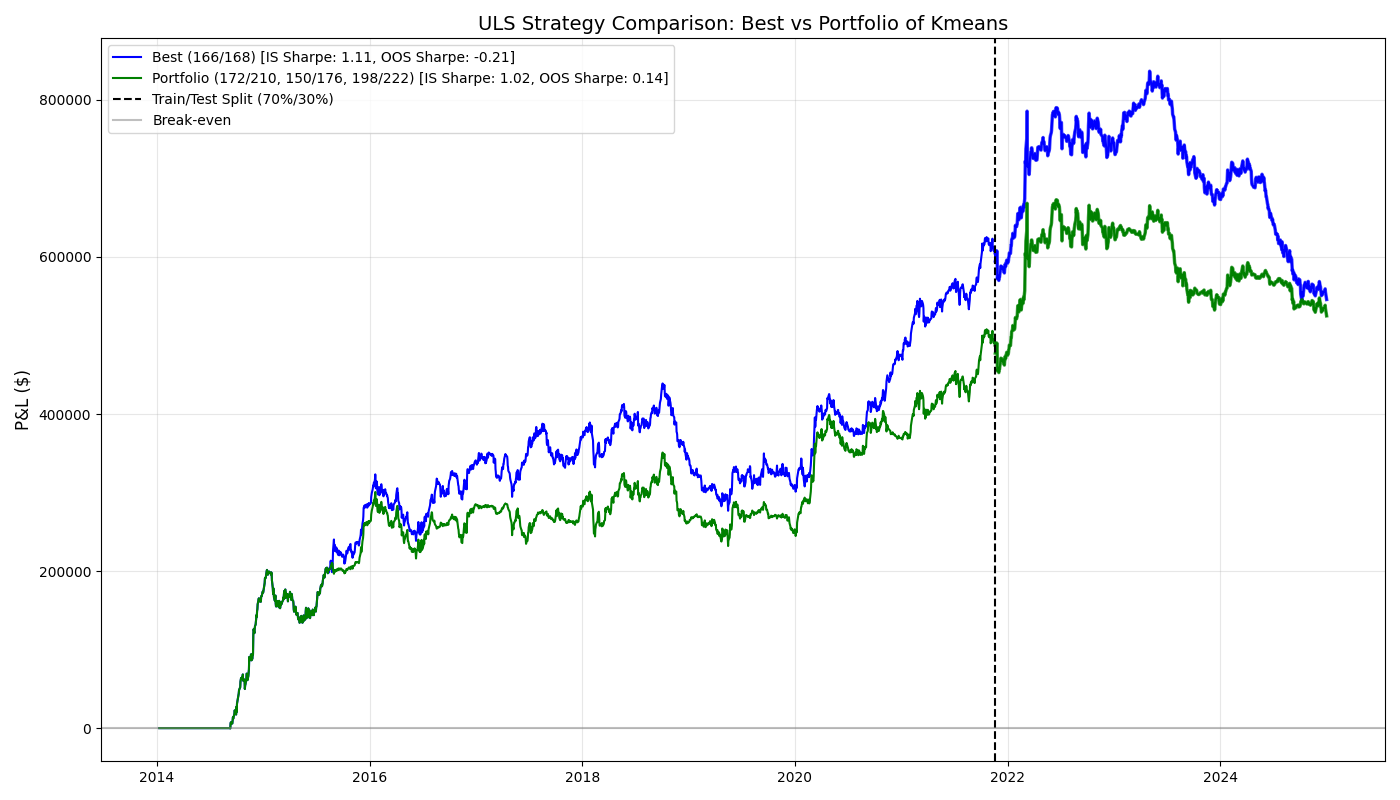 ULS Strategy Comparison: Best vs Portfolio of Kmeans
Best (166/168) [IS Sharpe: 1.11, OOS Sharpe: -0.21]
Portfolio (172/210, 150/176, 198/222) [IS Sharpe: 1.02, OOS Sharpe: 0.14]
Train/Test Split (70%/30%)
Break-even
P&L ($)
800000
600000
400000
200000
0
2014
2016
2018
2020
2022
2024